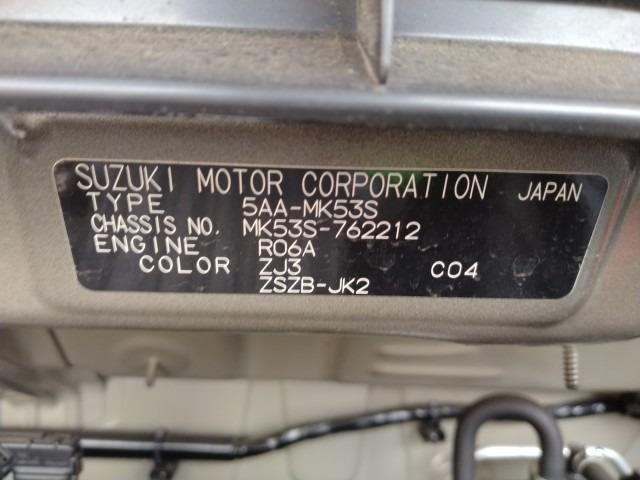 SUZUKI MOTOR CORPORATION JAPAN
TYPE 5AA-MK53S
CHASSIS NO. MK53S-762212
ENGINE R06A
COLOR ZJ3 C04
ZSZB-JK2